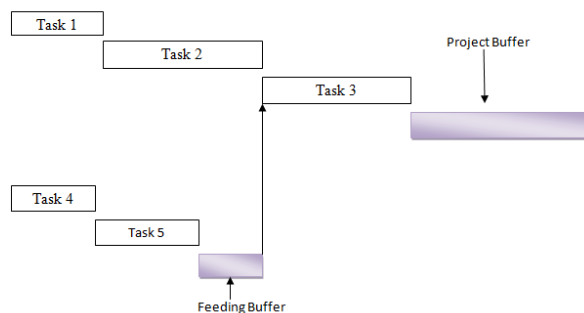 Task 1
Task 2
Project Buffer
Task 3
Task 4
Task 5
Feeding Buffer